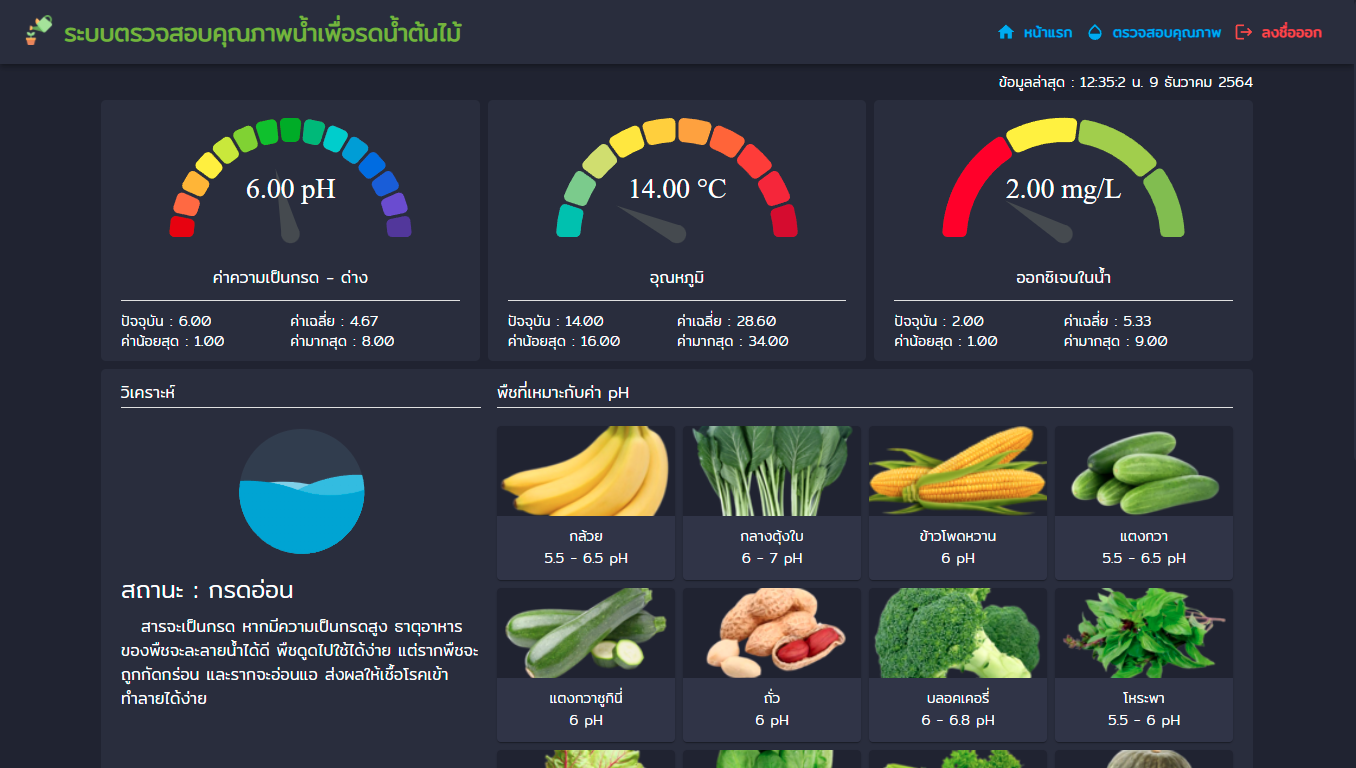 ระบบตรวจสอบคุณภาพน้ำเพื่อรดน้ำต้นไม้
หน้าแรก ตรวจสอบคุณภาพ ลงชื่อออก
ข้อมูลล่าสุด : 12:35:2 น. 9 ธันวาคม 2564
6.00 pH
ค่าความเป็นกรด - ด่าง
ปัจจุบัน : 6.00 ค่าเฉลี่ย : 4.67
ค่าน้อยสุด : 1.00 ค่ามากสุด : 8.00
14.00 °C
อุณหภูมิ
ปัจจุบัน : 14.00 ค่าเฉลี่ย : 28.60
ค่าน้อยสุด : 16.00 ค่ามากสุด : 34.00
2.00 mg/L
ออกซิเจนในน้ำ
ปัจจุบัน : 2.00 ค่าเฉลี่ย : 5.33
ค่าน้อยสุด : 1.00 ค่ามากสุด : 9.00
วิเคราะห์
สถานะ : กรดอ่อน
สารจะเป็นกรด หากมีความเป็นกรดสูง ธาตุอาหาร
ของพืชจะละลายน้ำได้ดี พืชดูดไปใช้ได้ง่าย แต่รากพืชจะ
ถูกกัดกร่อน และรากจะอ่อนแอ ส่งผลให้เชื้อโรคเข้า
ทำลายได้ง่าย
พืชที่เหมาะกับค่า pH
กล้วย
5.5 - 6.5 pH
กลางตุ้งใบ
6 - 7 pH
ข้าวโพดหวาน
6 pH
แตงกวา
5.5 - 6.5 pH
แตงกวาซูกินี่
6 pH
ถั่ว
6 pH
บลอคเคอรี่
6 - 6.8 pH
โหระพา
5.5 - 6 pH